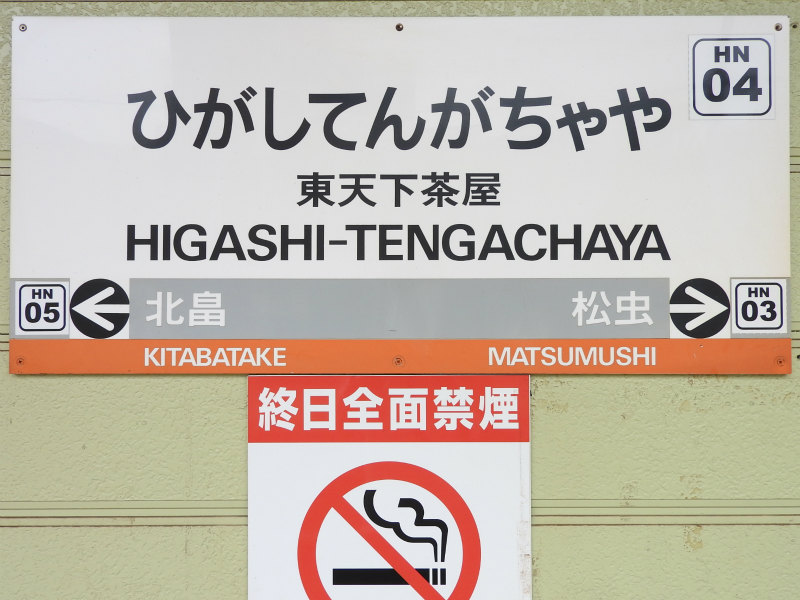 HN
04
ひがしてんがちゃや
東天下茶屋
HIGASHI-TENGACHAYA
HN
05
北畠
松虫
HN
03
KITABATAKE
MATSUMUSHI
終日全面禁煙